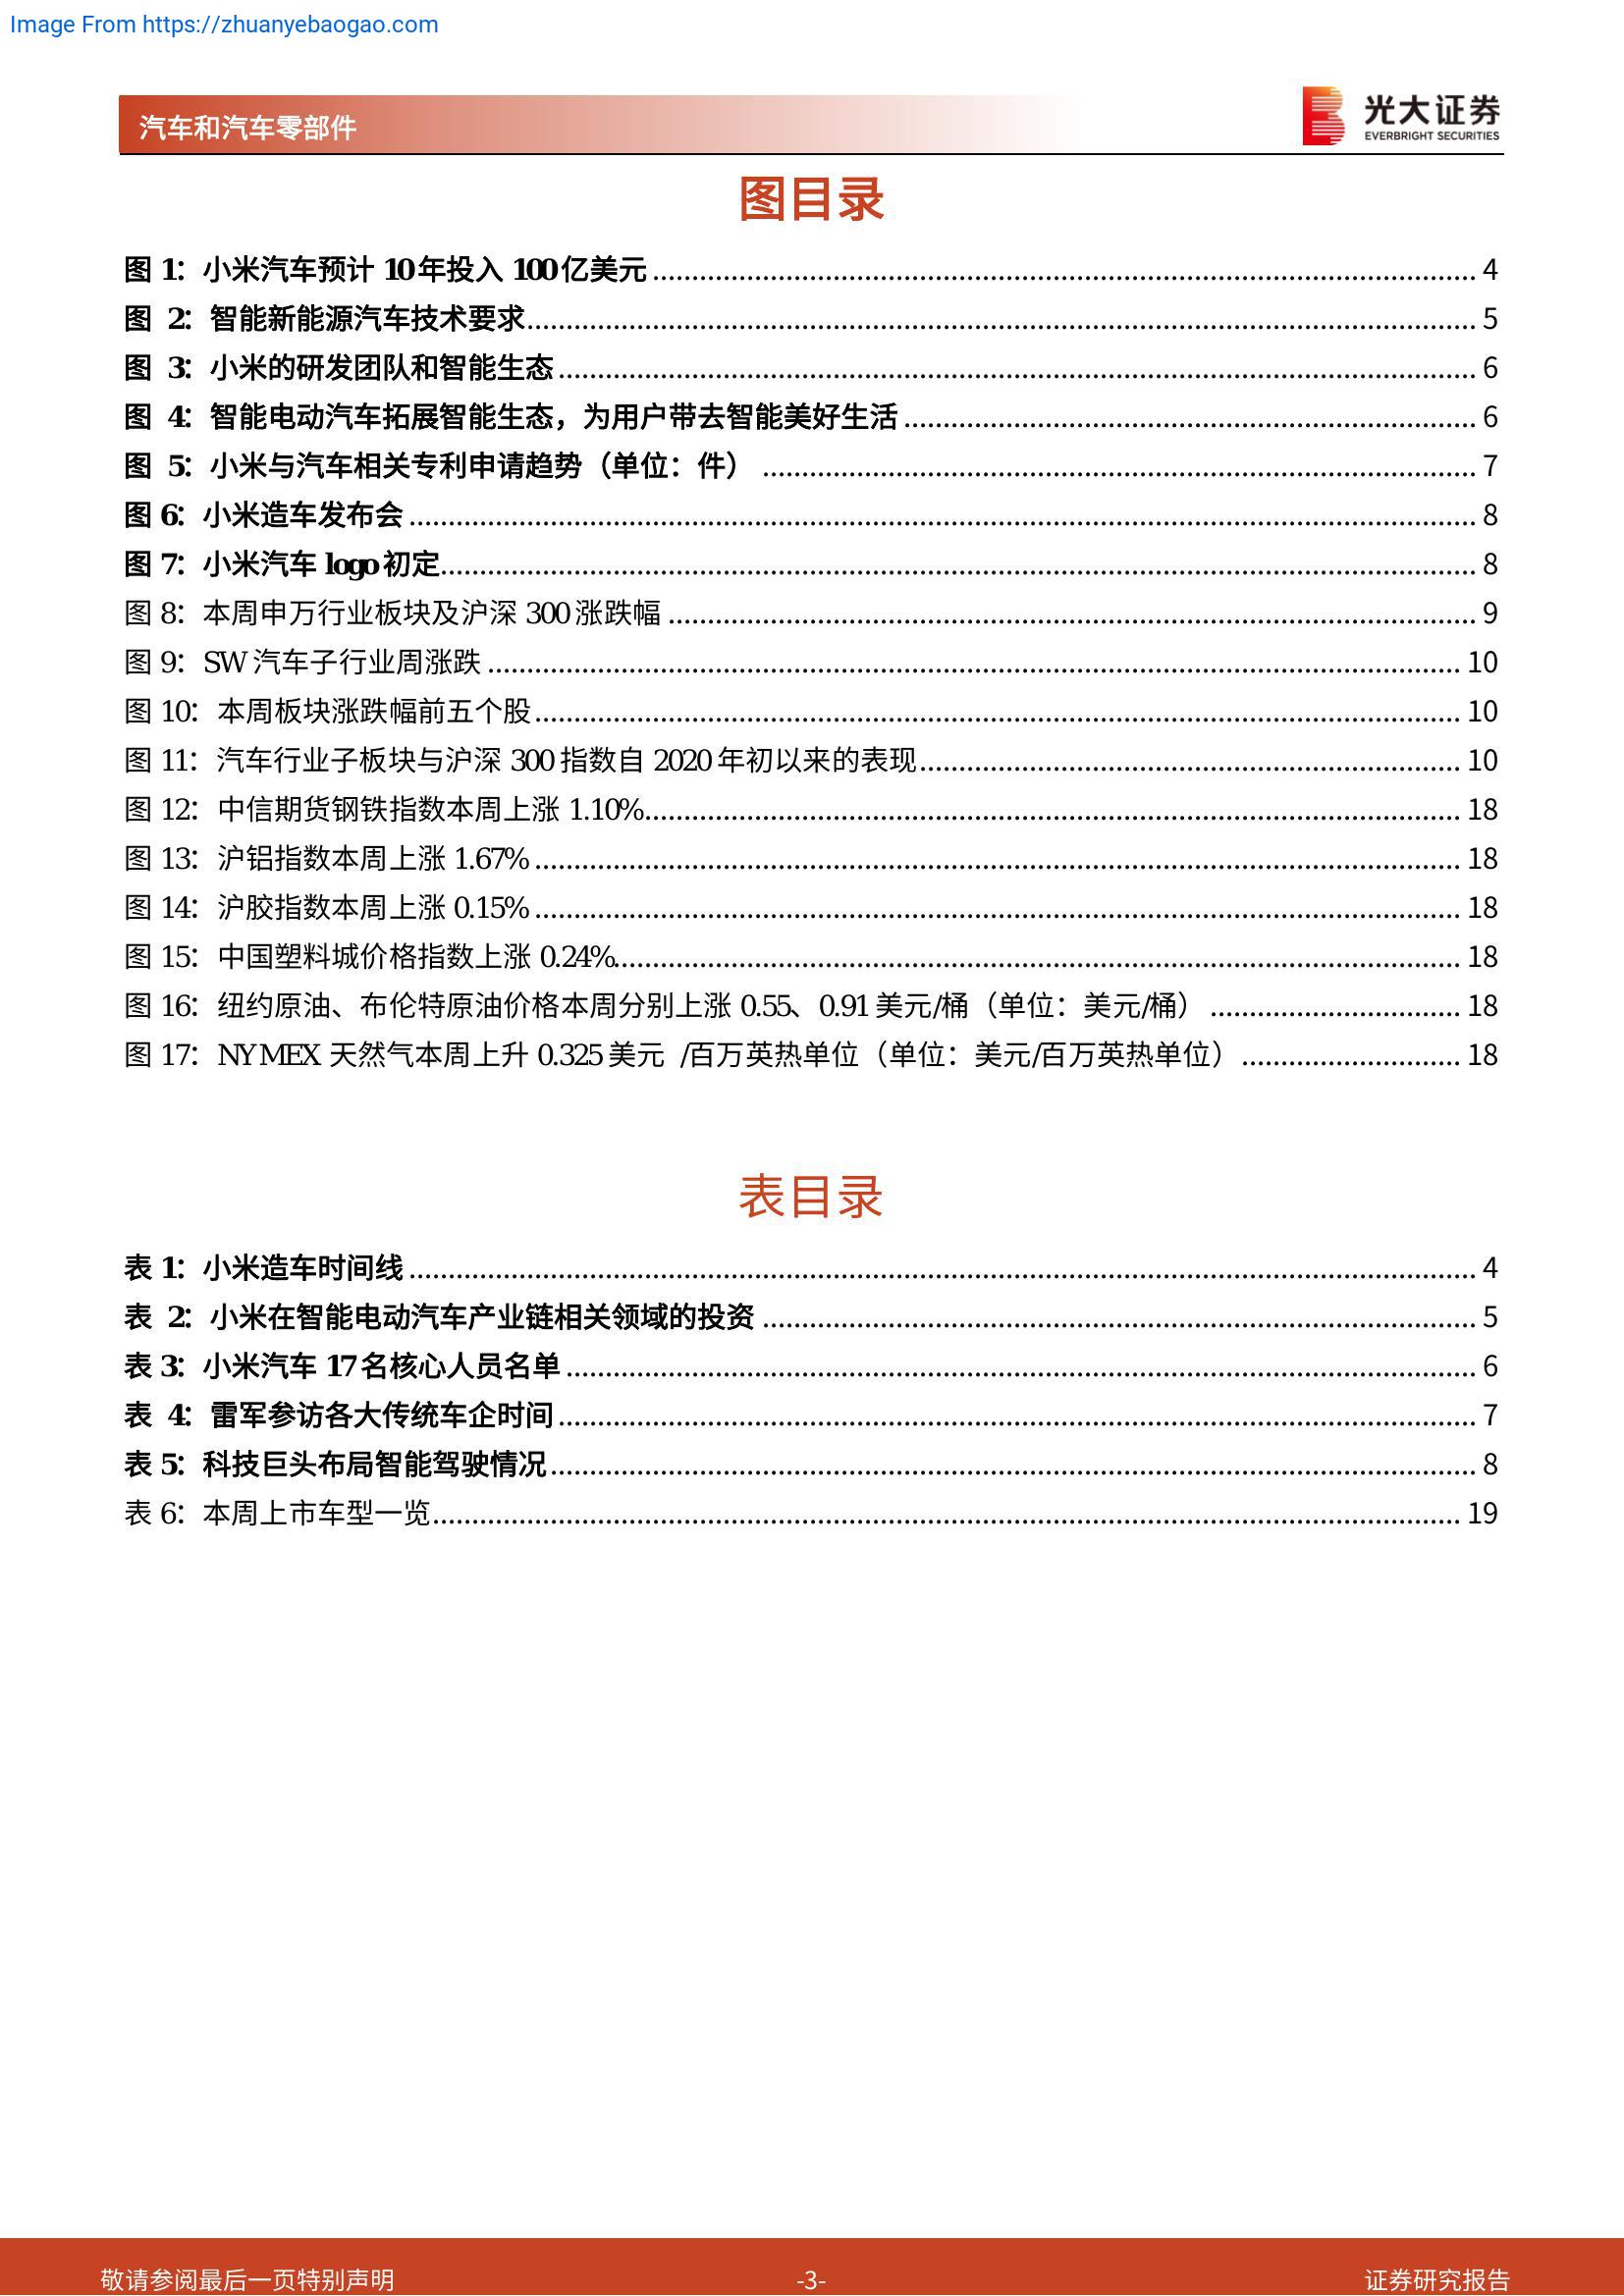 Image From https://zhuanyebaogao.com
汽车和汽车零部件
光大证券
EVERBRIGHT SECURITIES
图目录
图 1：小米汽车预计 10 年投入 100 亿美元 4
图 2：智能新能源汽车技术要求 5
图 3：小米的研发团队和智能生态 6
图 4：智能电动汽车拓展智能生态，为用户带去智能美好生活 6
图 5：小米与汽车相关专利申请趋势（单位：件） 7
图 6：小米造车发布会 8
图 7：小米汽车 logo 初定 8
图 8：本周申万行业板块及沪深 300 涨跌幅 9
图 9：SW 汽车子行业周涨跌 10
图 10：本周板块涨跌幅前五个股 10
图 11：汽车行业子板块与沪深 300 指数自 2020 年初以来的表现 10
图 12：中信期货钢铁指数本周上涨 1.10% 18
图 13：沪铝指数本周上涨 1.67% 18
图 14：沪胶指数本周上涨 0.15% 18
图 15：中国塑料城价格指数上涨 0.24% 18
图 16：纽约原油、布伦特原油价格本周分别上涨 0.55、0.91 美元/桶（单位：美元/桶） 18
图 17：NYMEX 天然气本周上升 0.325 美元 /百万英热单位（单位：美元/百万英热单位） 18
表目录
表 1：小米造车时间线 4
表 2：小米在智能电动汽车产业链相关领域的投资 5
表 3：小米汽车 17 名核心人员名单 6
表 4：雷军参访各大传统车企时间 7
表 5：科技巨头布局智能驾驶情况 8
表 6：本周上市车型一览 19
敬请参阅最后一页特别声明 -3- 证券研究报告